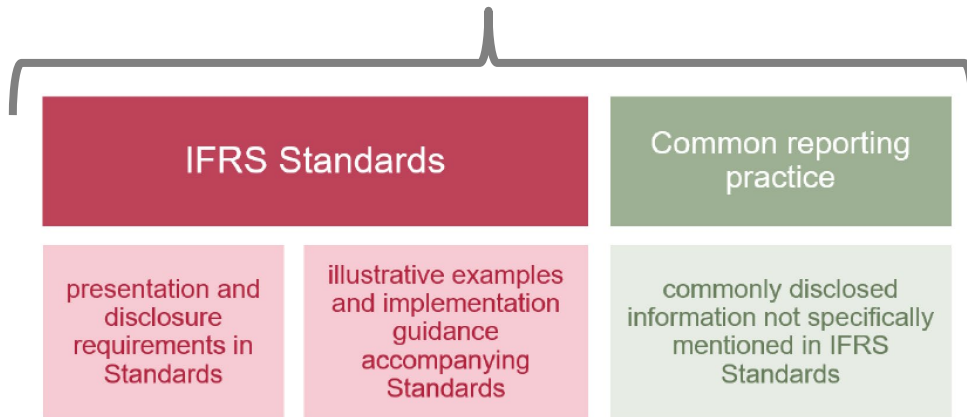 IFRS Standards
Common reporting
practice
presentation and
disclosure
requirements in
Standards
illustrative examples
and implementation
guidance
accompanying
Standards
commonly disclosed
information not specifically
mentioned in IFRS
Standards